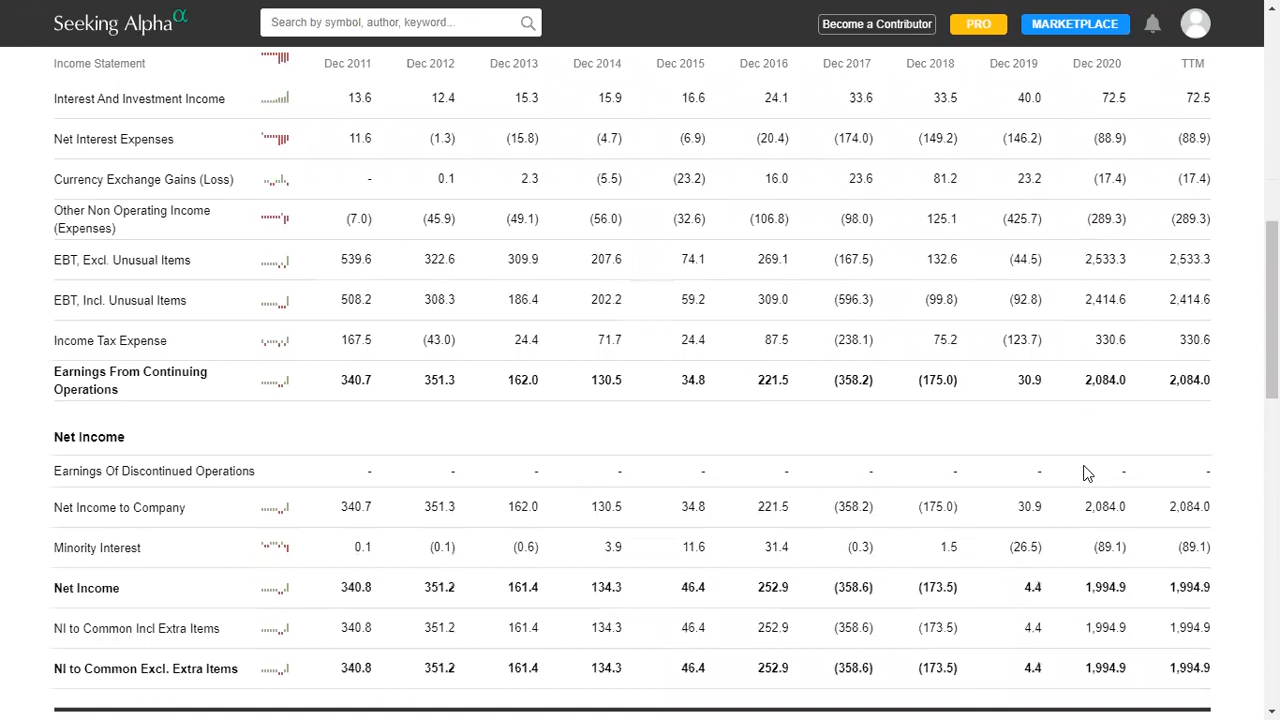 Seeking Alpha α
Search by symbol, author, keyword...
Become a Contributor
PRO
MARKETPLACE
Income Statement Dec 2011 Dec 2012 Dec 2013 Dec 2014 Dec 2015 Dec 2016 Dec 2017 Dec 2018 Dec 2019 Dec 2020 TTM
Interest And Investment Income 13.6 12.4 15.3 15.9 16.6 24.1 33.6 33.5 40.0 72.5 72.5
Net Interest Expenses 11.6 (1.3) (15.8) (4.7) (6.9) (20.4) (174.0) (149.2) (146.2) (88.9) (88.9)
Currency Exchange Gains (Loss) - 0.1 2.3 (5.5) (23.2) 16.0 23.6 81.2 23.2 (17.4) (17.4)
Other Non Operating Income
(Expenses) (7.0) (45.9) (49.1) (56.0) (32.6) (106.8) (98.0) 125.1 (425.7) (289.3) (289.3)
EBT, Excl. Unusual Items 539.6 322.6 309.9 207.6 74.1 269.1 (167.5) 132.6 (44.5) 2,533.3 2,533.3
EBT, Incl. Unusual Items 508.2 308.3 186.4 202.2 59.2 309.0 (596.3) (99.8) (92.8) 2,414.6 2,414.6
Income Tax Expense 167.5 (43.0) 24.4 71.7 24.4 87.5 (238.1) 75.2 (123.7) 330.6 330.6
Earnings From Continuing
Operations 340.7 351.3 162.0 130.5 34.8 221.5 (358.2) (175.0) 30.9 2,084.0 2,084.0
Net Income
Earnings Of Discontinued Operations - - - - - - - - - - -
Net Income to Company 340.7 351.3 162.0 130.5 34.8 221.5 (358.2) (175.0) 30.9 2,084.0 2,084.0
Minority Interest 0.1 (0.1) (0.6) 3.9 11.6 31.4 (0.3) 1.5 (26.5) (89.1) (89.1)
Net Income 340.8 351.2 161.4 134.3 46.4 252.9 (358.6) (173.5) 4.4 1,994.9 1,994.9
NI to Common Incl Extra Items 340.8 351.2 161.4 134.3 46.4 252.9 (358.6) (173.5) 4.4 1,994.9 1,994.9
NI to Common Excl. Extra Items 340.8 351.2 161.4 134.3 46.4 252.9 (358.6) (173.5) 4.4 1,994.9 1,994.9